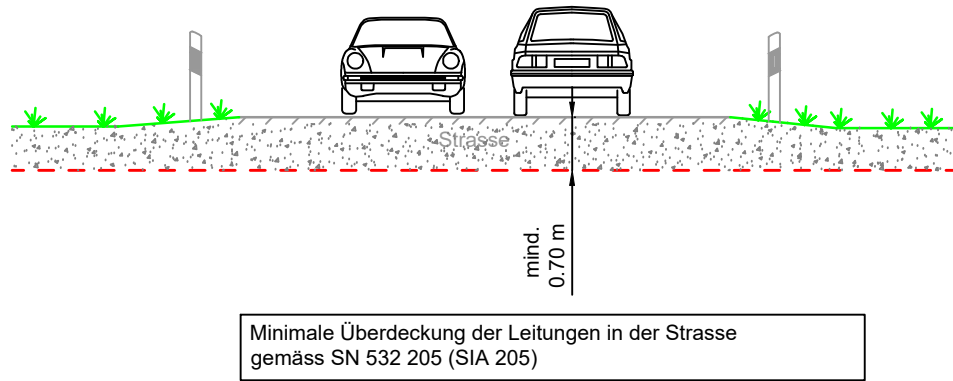 Strasse
mind.
0.70 m
Minimale Überdeckung der Leitungen in der Strasse
gemäss SN 532 205 (SIA 205)